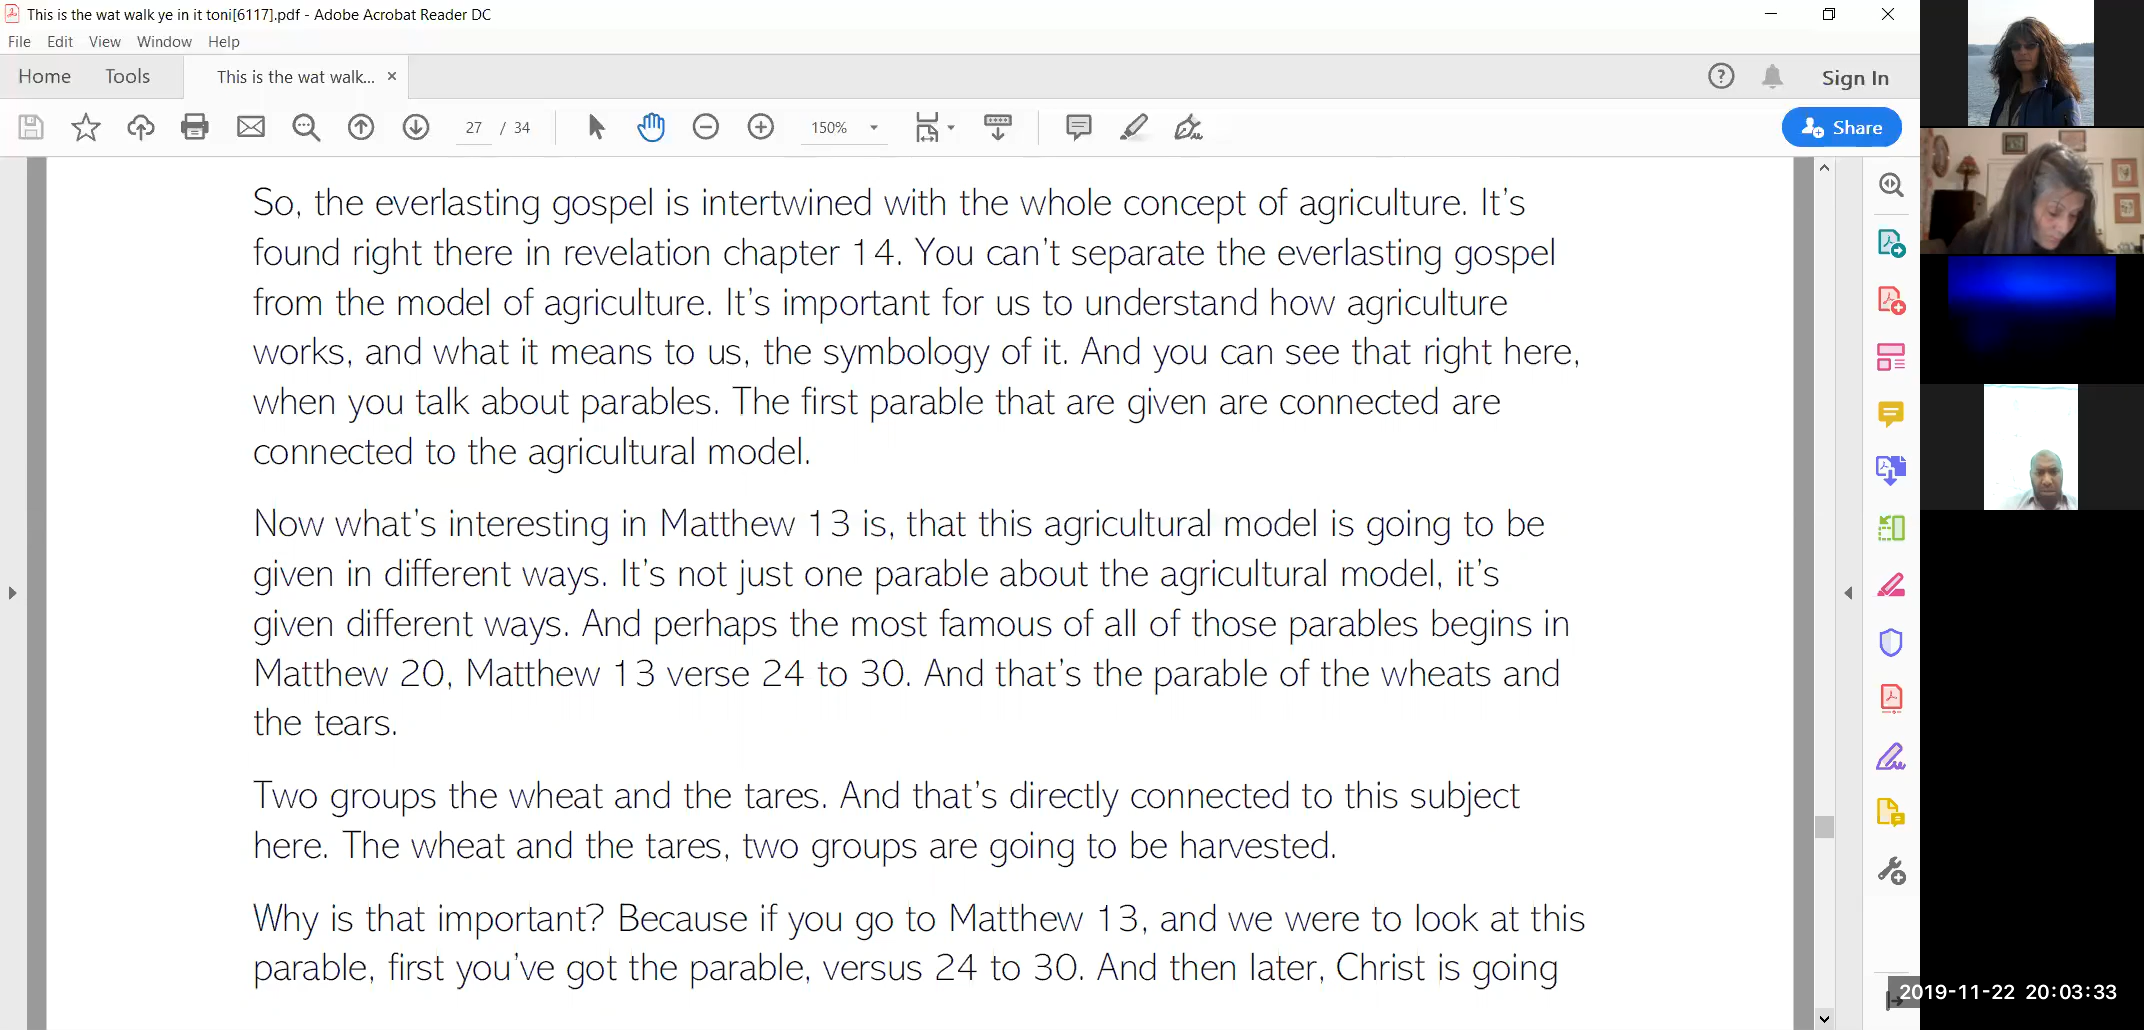 This is the wat walk ye in it toni[6117].pdf - Adobe Acrobat Reader DC
File Edit View Window Help
Home Tools This is the wat walk... × Sign In
27 / 34 150% Share
So, the everlasting gospel is intertwined with the whole concept of agriculture. It's
found right there in revelation chapter 14. You can't separate the everlasting gospel
from the model of agriculture. It's important for us to understand how agriculture
works, and what it means to us, the symbology of it. And you can see that right here,
when you talk about parables. The first parable that are given are connected are
connected to the agricultural model.
Now what's interesting in Matthew 13 is, that this agricultural model is going to be
given in different ways. It's not just one parable about the agricultural model, it's
given different ways. And perhaps the most famous of all of those parables begins in
Matthew 20, Matthew 13 verse 24 to 30. And that's the parable of the wheats and
the tears.
Two groups the wheat and the tares. And that's directly connected to this subject
here. The wheat and the tares, two groups are going to be harvested.
Why is that important? Because if you go to Matthew 13, and we were to look at this
parable, first you've got the parable, versus 24 to 30. And then later, Christ is going
2019-11-22 20:03:33